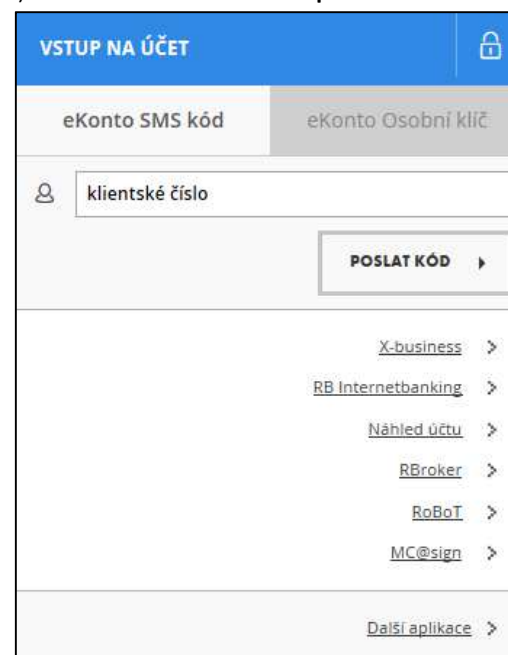 VSTUP NA ÚČET
eKonto SMS kód eKonto Osobní klíč
klientské číslo
POSLAT KÓD
X-business
RB Internetbanking
Náhled účtu
RBroker
RoBoT
MC@sign
Další aplikace